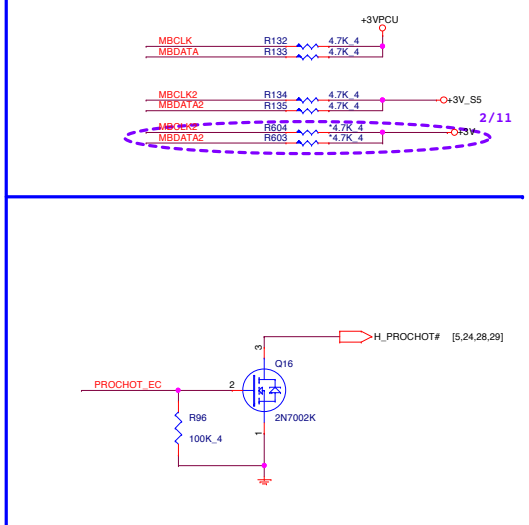 +3VPCU
MBCLK R132 4.7K_4
MBDATA R133 4.7K_4
MBCLK2 R134 4.7K_4
+3V_S5
MBDATA2 R135 4.7K_4
2/11
MBCLK2 R604 *4.7K_4
+3V
MBDATA2 R603 *4.7K_4
3
H_PROCHOT# [5,24,28,29]
Q16
PROCHOT_EC 2
2N7002K
R96
1
100K_4